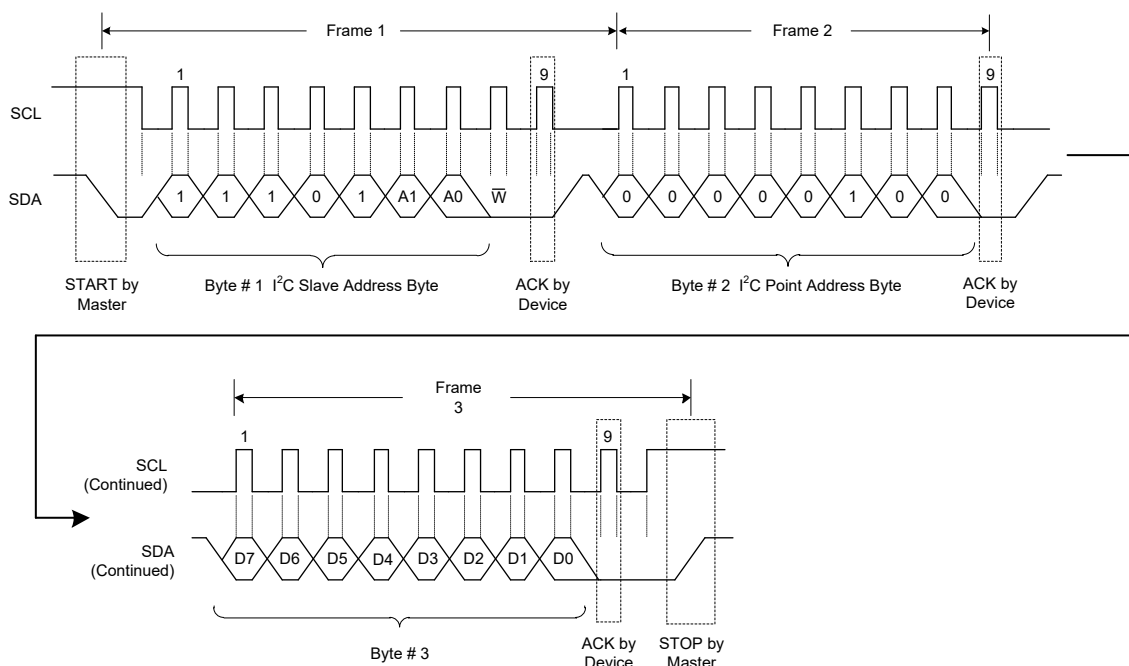 Frame 1 Frame 2
1 9 1 9
SCL
SDA 1 1 1 0 1 A1 A0 W̅ 0 0 0 0 0 1 0 0
START by
Master
Byte # 1 I²C Slave Address Byte
ACK by
Device
Byte # 2 I²C Point Address Byte
ACK by
Device
Frame
3
1 9
SCL
(Continued)
SDA
(Continued)
D7 D6 D5 D4 D3 D2 D1 D0
Byte # 3
ACK by
Device
STOP by
Master